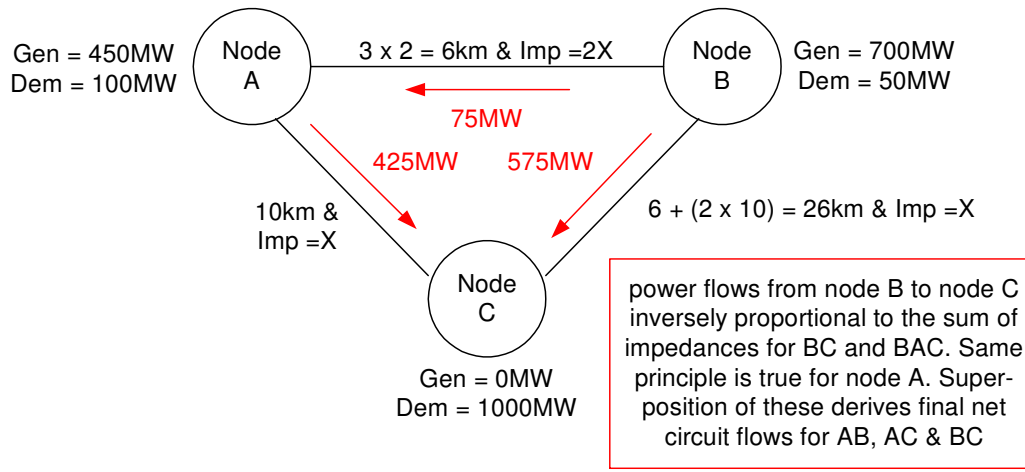 Gen = 450MW
Dem = 100MW
Node
A
3 x 2 = 6km & Imp =2X
Node
B
Gen = 700MW
Dem = 50MW
75MW
425MW
575MW
10km &
Imp =X
6 + (2 x 10) = 26km & Imp =X
Node
C
Gen = 0MW
Dem = 1000MW
power flows from node B to node C
inversely proportional to the sum of
impedances for BC and BAC. Same
principle is true for node A. Super-
position of these derives final net
circuit flows for AB, AC & BC